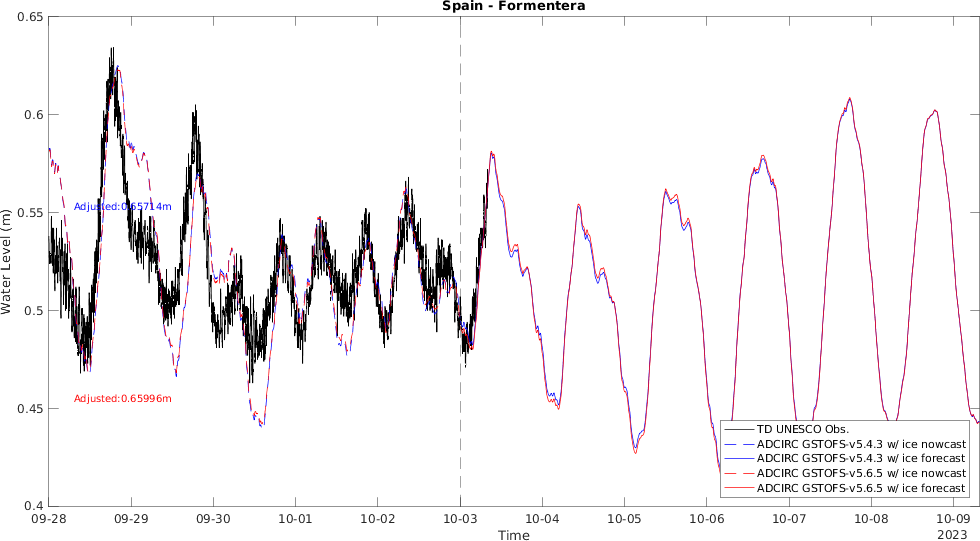 Spain - Formentera
0.65
0.6
0.55
0.5
0.45
0.4
Water Level (m)
Adjusted:0.65714m
Adjusted:0.65996m
TD UNESCO Obs.
ADCIRC GSTOFS-v5.4.3 w/ ice nowcast
ADCIRC GSTOFS-v5.4.3 w/ ice forecast
ADCIRC GSTOFS-v5.6.5 w/ ice nowcast
ADCIRC GSTOFS-v5.6.5 w/ ice forecast
09-28 09-29 09-30 10-01 10-02 10-03 10-04 10-05 10-06 10-07 10-08 10-09
Time
2023